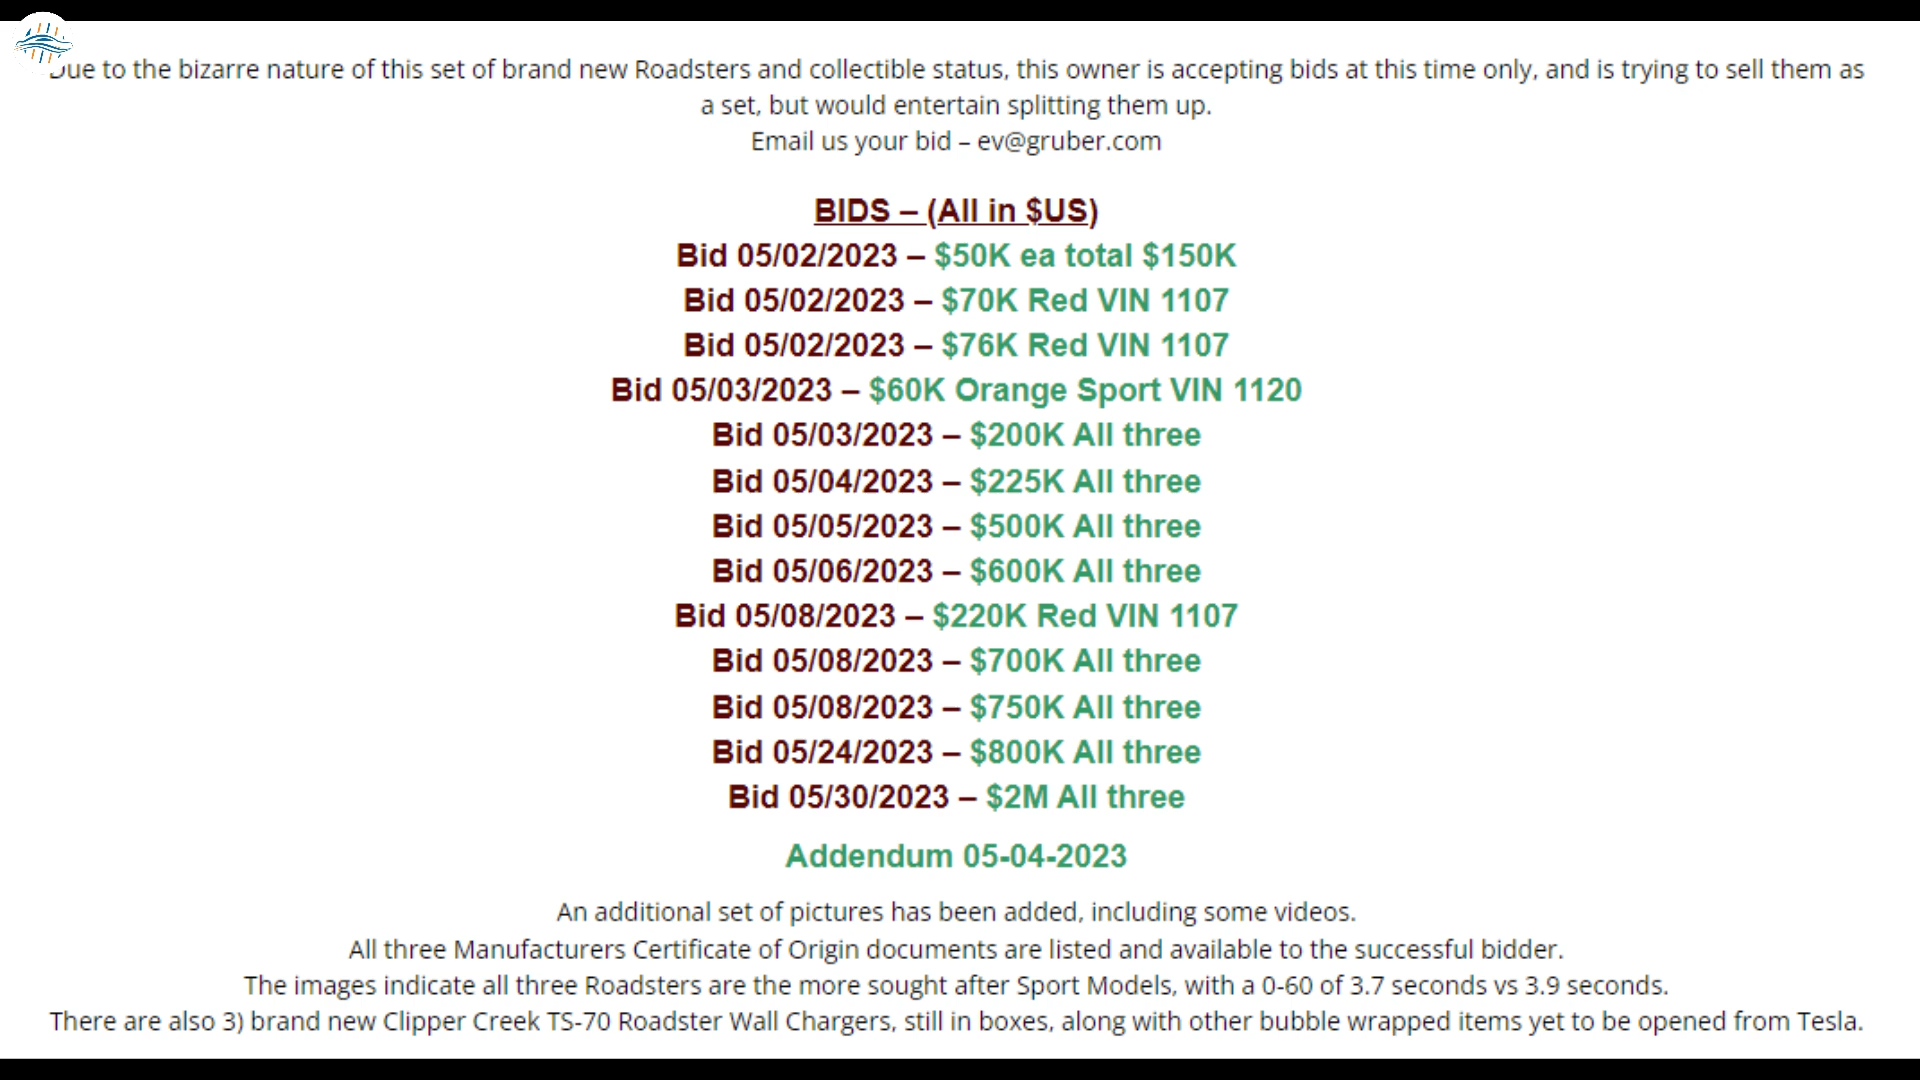 Due to the bizarre nature of this set of brand new Roadsters and collectible status, this owner is accepting bids at this time only, and is trying to sell them as
a set, but would entertain splitting them up.
Email us your bid – ev@gruber.com
BIDS – (All in $US)
Bid 05/02/2023 – $50K ea total $150K
Bid 05/02/2023 – $70K Red VIN 1107
Bid 05/02/2023 – $76K Red VIN 1107
Bid 05/03/2023 – $60K Orange Sport VIN 1120
Bid 05/03/2023 – $200K All three
Bid 05/04/2023 – $225K All three
Bid 05/05/2023 – $500K All three
Bid 05/06/2023 – $600K All three
Bid 05/08/2023 – $220K Red VIN 1107
Bid 05/08/2023 – $700K All three
Bid 05/08/2023 – $750K All three
Bid 05/24/2023 – $800K All three
Bid 05/30/2023 – $2M All three
Addendum 05-04-2023
An additional set of pictures has been added, including some videos.
All three Manufacturers Certificate of Origin documents are listed and available to the successful bidder.
The images indicate all three Roadsters are the more sought after Sport Models, with a 0-60 of 3.7 seconds vs 3.9 seconds.
There are also 3) brand new Clipper Creek TS-70 Roadster Wall Chargers, still in boxes, along with other bubble wrapped items yet to be opened from Tesla.